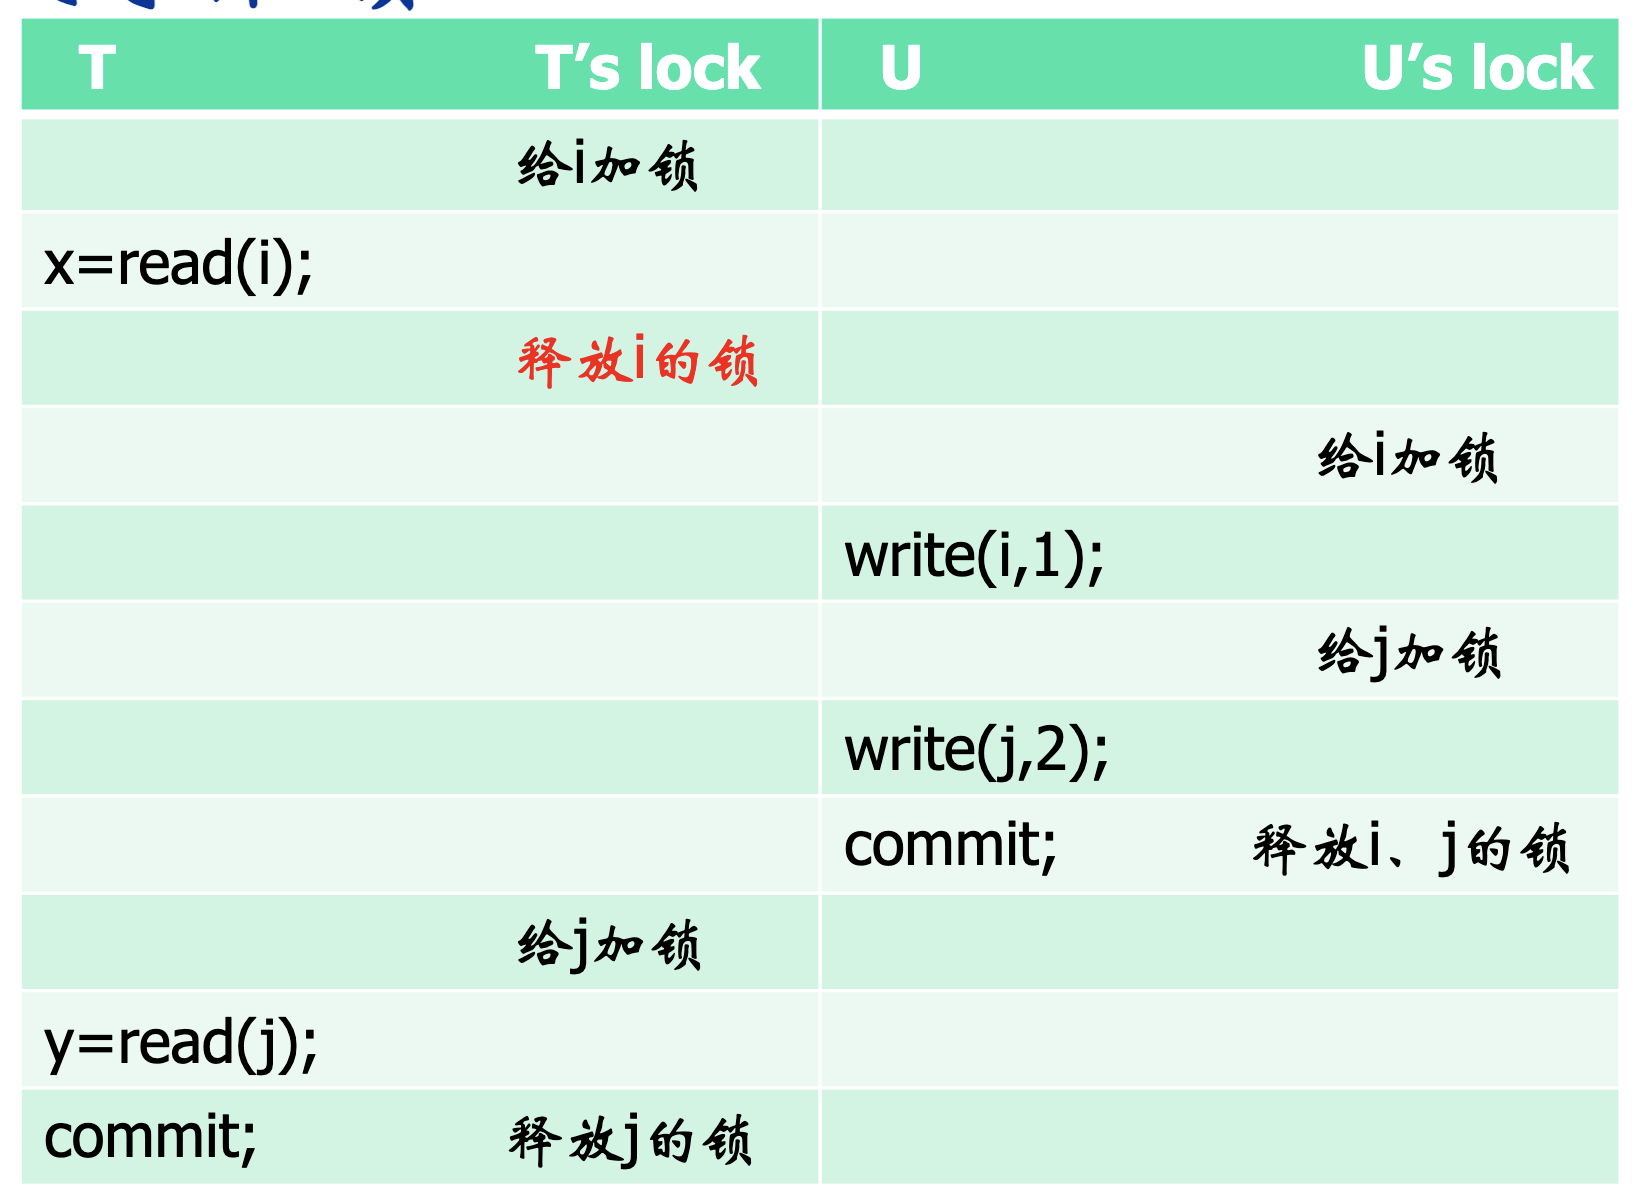 T T’s lock U U’s lock
给i加锁
x=read(i);
释放i的锁
给i加锁
write(i,1);
给j加锁
write(j,2);
commit; 释放i、j的锁
给j加锁
y=read(j);
commit; 释放j的锁